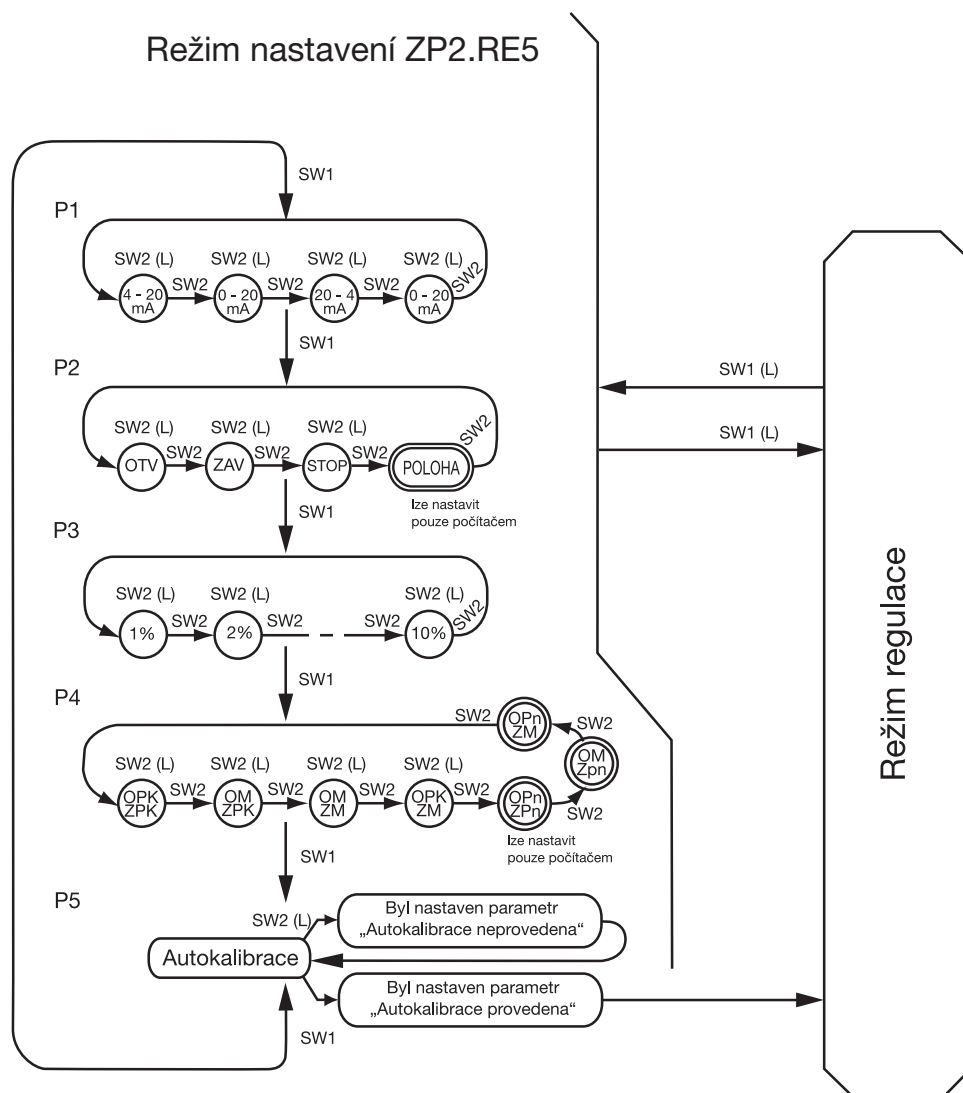 Režim nastavení ZP2.RE5
SW1
P1
SW2 (L) SW2 (L) SW2 (L) SW2 (L)
4 - 20 mA SW2 0 - 20 mA SW2 20 - 4 mA SW2 0 - 20 mA SW2
SW1
P2
SW2 (L) SW2 (L) SW2 (L)
OTV SW2 ZAV SW2 STOP SW2 POLOHA SW2
lze nastavit
pouze počítačem
SW1
P3
SW2 (L) SW2 (L) SW2 (L)
1% SW2 2% SW2 SW2 10% SW2
SW1
P4
SW2 OPn ZM SW2
OM Zpn
SW2 (L) SW2 (L) SW2 (L) SW2 (L)
OPK ZPK SW2 OM ZPK SW2 OM ZM SW2 OPK ZM SW2 OPn ZPn SW2
lze nastavit
pouze počítačem
SW1
P5
SW2 (L)
Byl nastaven parametr
„Autokalibrace neprovedena“
Autokalibrace
Byl nastaven parametr
„Autokalibrace provedena“
SW1
SW1 (L)
SW1 (L)
Režim regulace